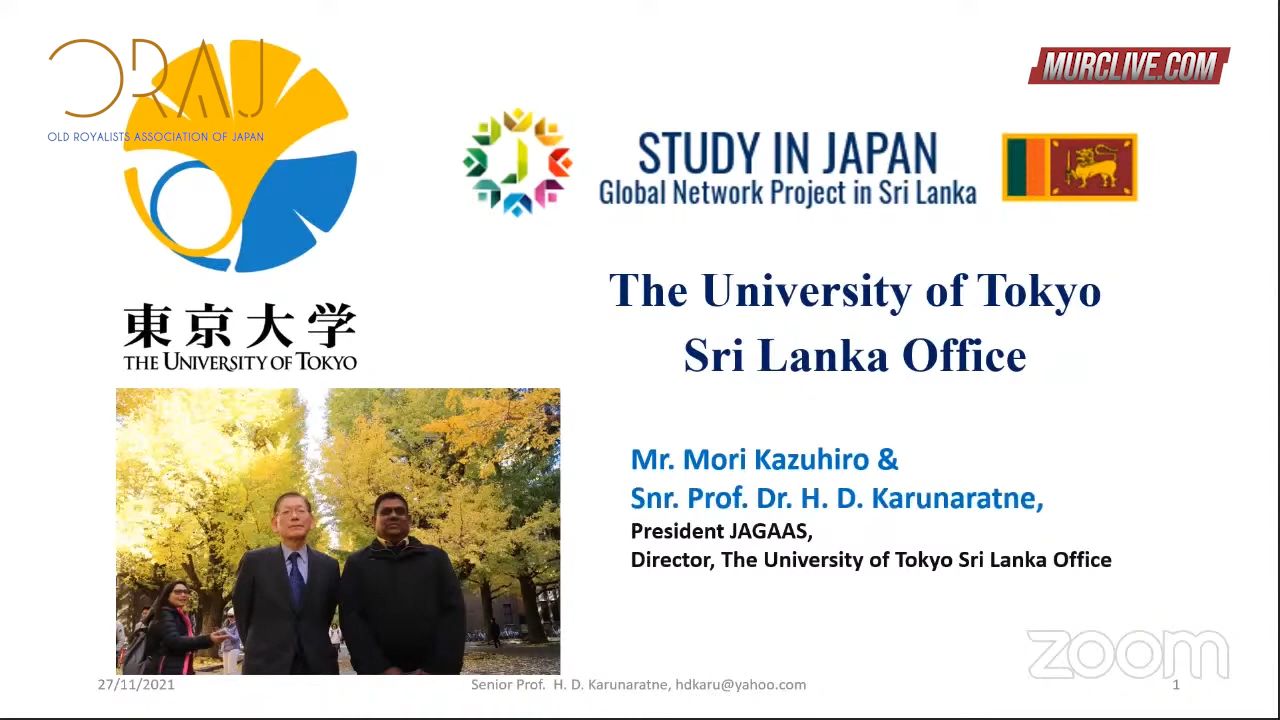 ORAJ
OLD ROYALISTS ASSOCIATION OF JAPAN
MURCLIVE.COM
STUDY IN JAPAN
Global Network Project in Sri Lanka
東京大学
THE UNIVERSITY OF TOKYO
The University of Tokyo
Sri Lanka Office
Mr. Mori Kazuhiro &
Snr. Prof. Dr. H. D. Karunaratne,
President JAGAAS,
Director, The University of Tokyo Sri Lanka Office
zoom
27/11/2021
Senior Prof. H. D. Karunaratne, hdkaru@yahoo.com
1